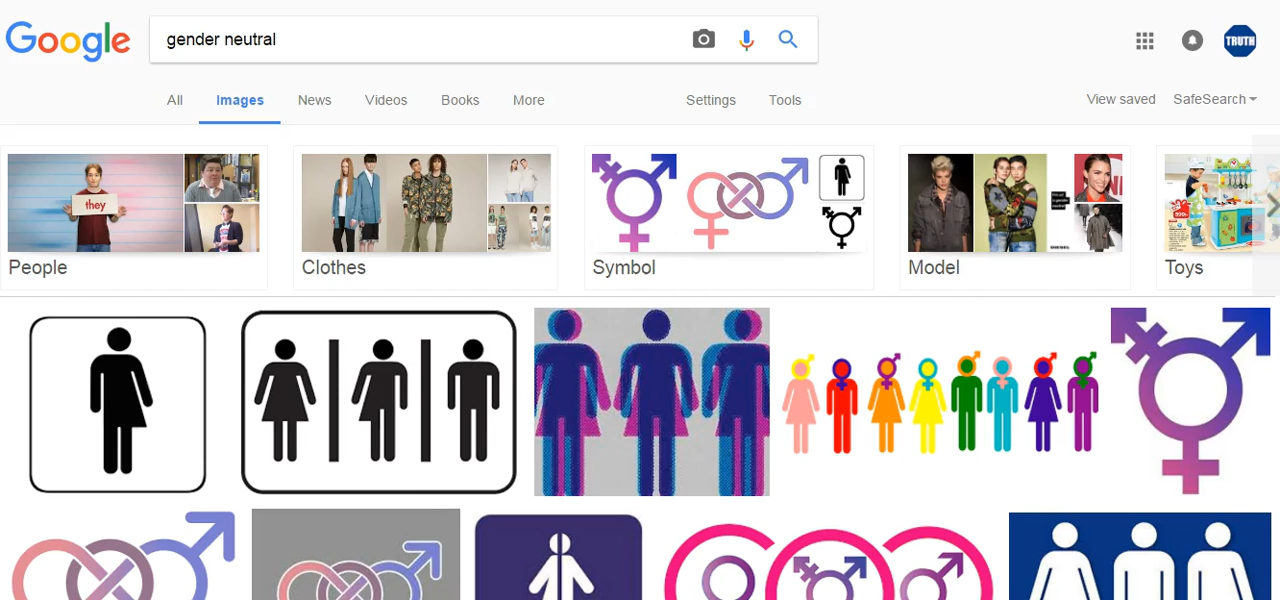 Google
gender neutral
TRUTH
All Images News Videos Books More Settings Tools View saved SafeSearch
they
People Clothes Symbol Model Toys